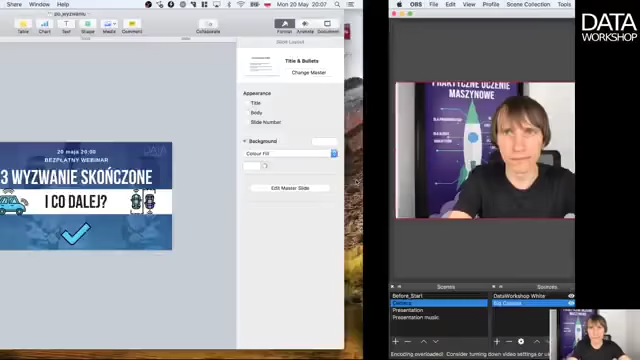 Share Window Help
Wed 20 May 20:07
do_wyzwaniu
Table Chart Text Shape Media Comment
Collaborate
Format Animate Document
Slide Layout
Title & Bullets
Change Master
Appearance
Title
Body
Slide Number
Background
Colour Fill
Edit Master Slide
20 maja 20:00
BEZPŁATNY WEBINAR
3 WYZWANIE SKOŃCZONE
I CO DALEJ?
OBS File Edit View Profile Scene Collection Tools
DATA
WORKSHOP
PRAKTYCZNE UCZENIE
MASZYNOWE
Scenes
Sources
Before_Start
Camera
Presentation
Presentation music
DataWorkshop White
Big Camera
Encoding overloaded! Consider turning down video settings or using